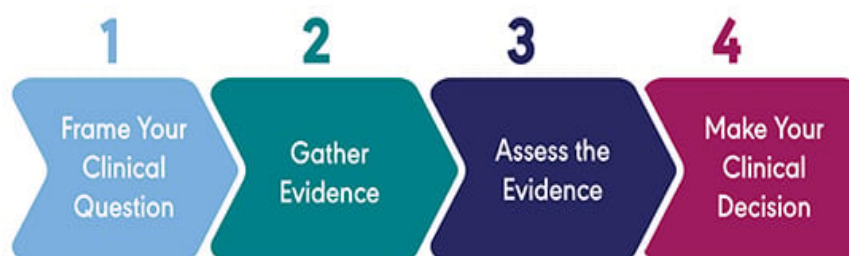 1
Frame Your
Clinical
Question
2
Gather
Evidence
3
Assess the
Evidence
4
Make Your
Clinical
Decision